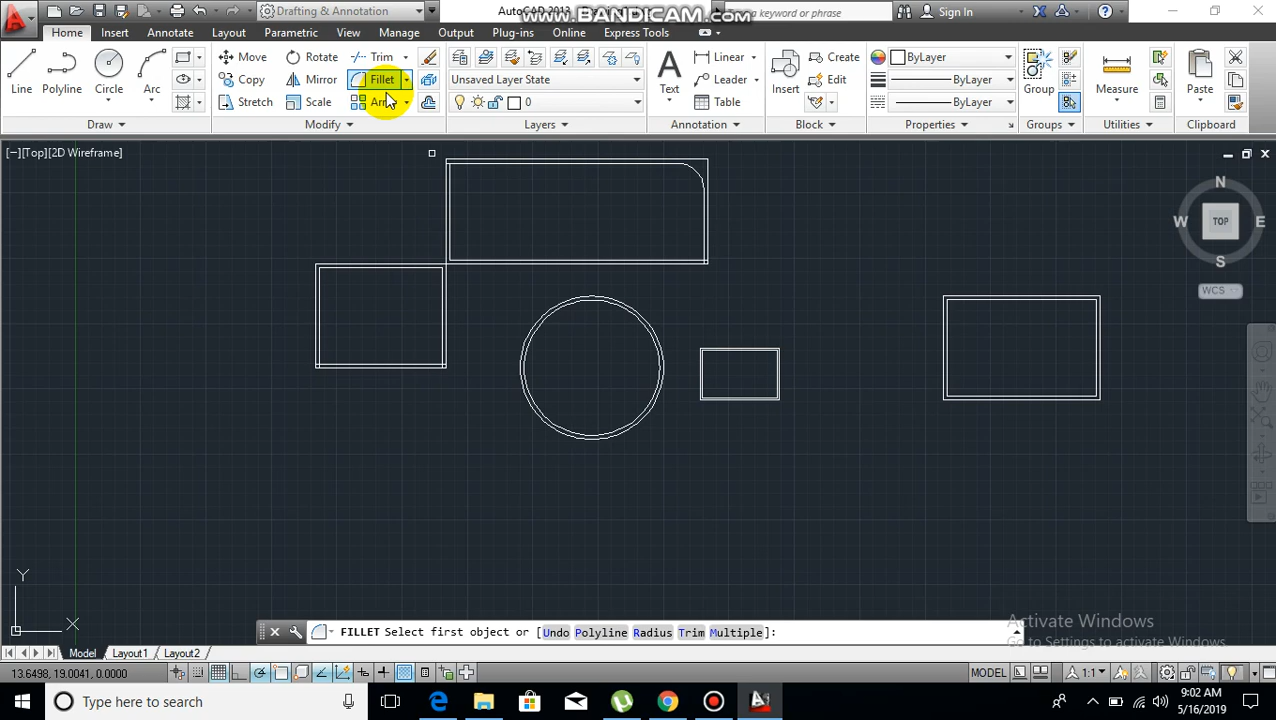 Drafting & Annotation
AutoCAD 2013
www.BANDICAM.com
keyword or phrase
Sign In
Home Insert Annotate Layout Parametric View Manage Output Plug-ins Online Express Tools
Line Polyline Circle Arc
Move Rotate Trim
Copy Mirror Fillet
Stretch Scale
Unsaved Layer State
0
Text
Linear
Leader
Table
Insert
Create
Edit
ByLayer
ByLayer
ByLayer
Group
Measure
Paste
Draw Modify Layers Annotation Block Properties Groups Utilities Clipboard
[−][Top][2D Wireframe]
N
W TOP E
S
WCS
Y
X
Activate Windows
Go to Settings to activate Windows.
FILLET Select first object or [Undo Polyline Radius Trim Multiple]:
Model Layout1 Layout2
13.6498, 19.0041, 0.0000
MODEL
1:1
Type here to search
9:02 AM
5/16/2019